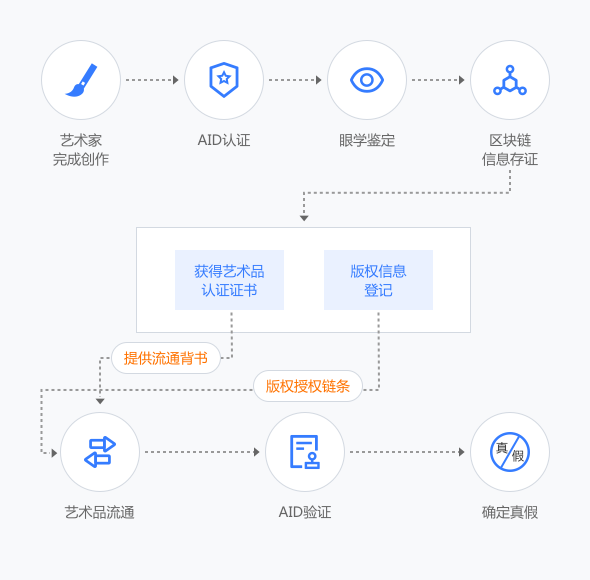 艺术家
完成创作
AID认证
眼学鉴定
区块链
信息存证
获得艺术品
认证证书
版权信息
登记
提供流通背书
版权授权链条
真
假
艺术品流通
AID验证
确定真假